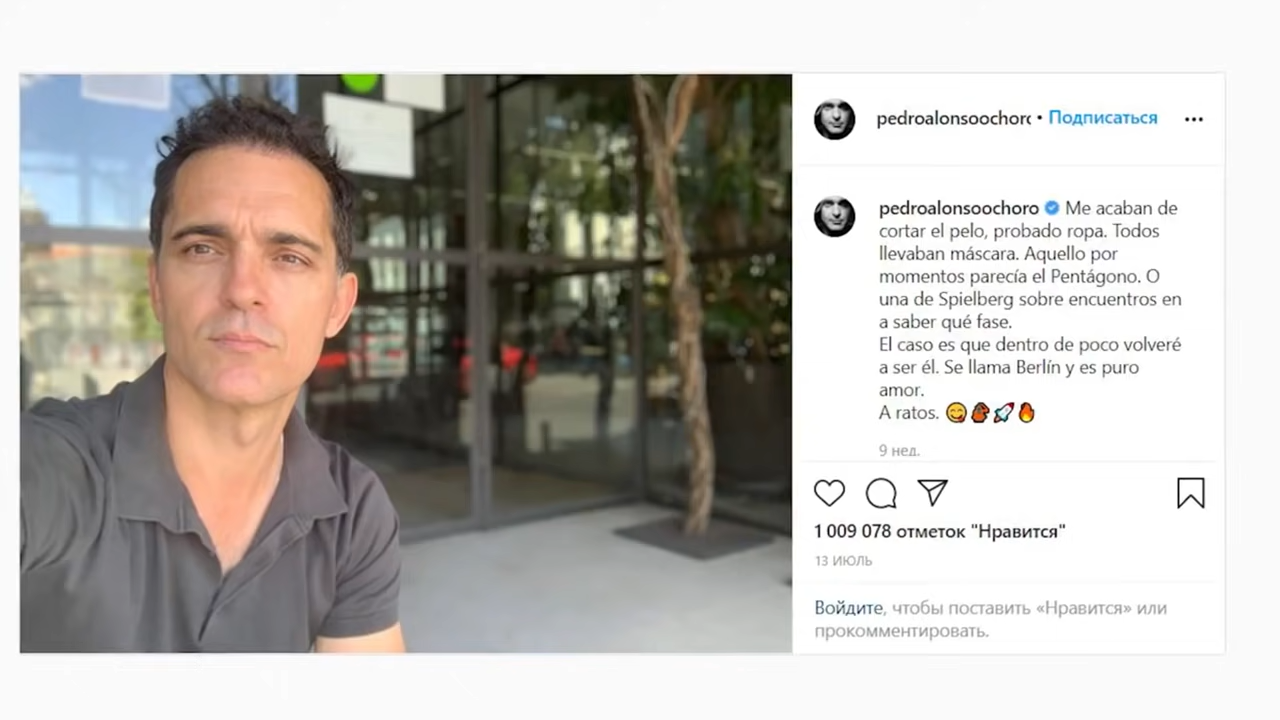 pedroalonsoochoro • Подписаться
pedroalonsoochoro Me acaban de
cortar el pelo, probado ropa. Todos
llevaban máscara. Aquello por
momentos parecía el Pentágono. O
una de Spielberg sobre encuentros en
a saber qué fase.
El caso es que dentro de poco volveré
a ser él. Se llama Berlín y es puro
amor.
A ratos. 😋💃🏾🚀🔥
9 нед.
1 009 078 отметок "Нравится"
13 ИЮЛЬ
Войдите, чтобы поставить «Нравится» или
прокомментировать.